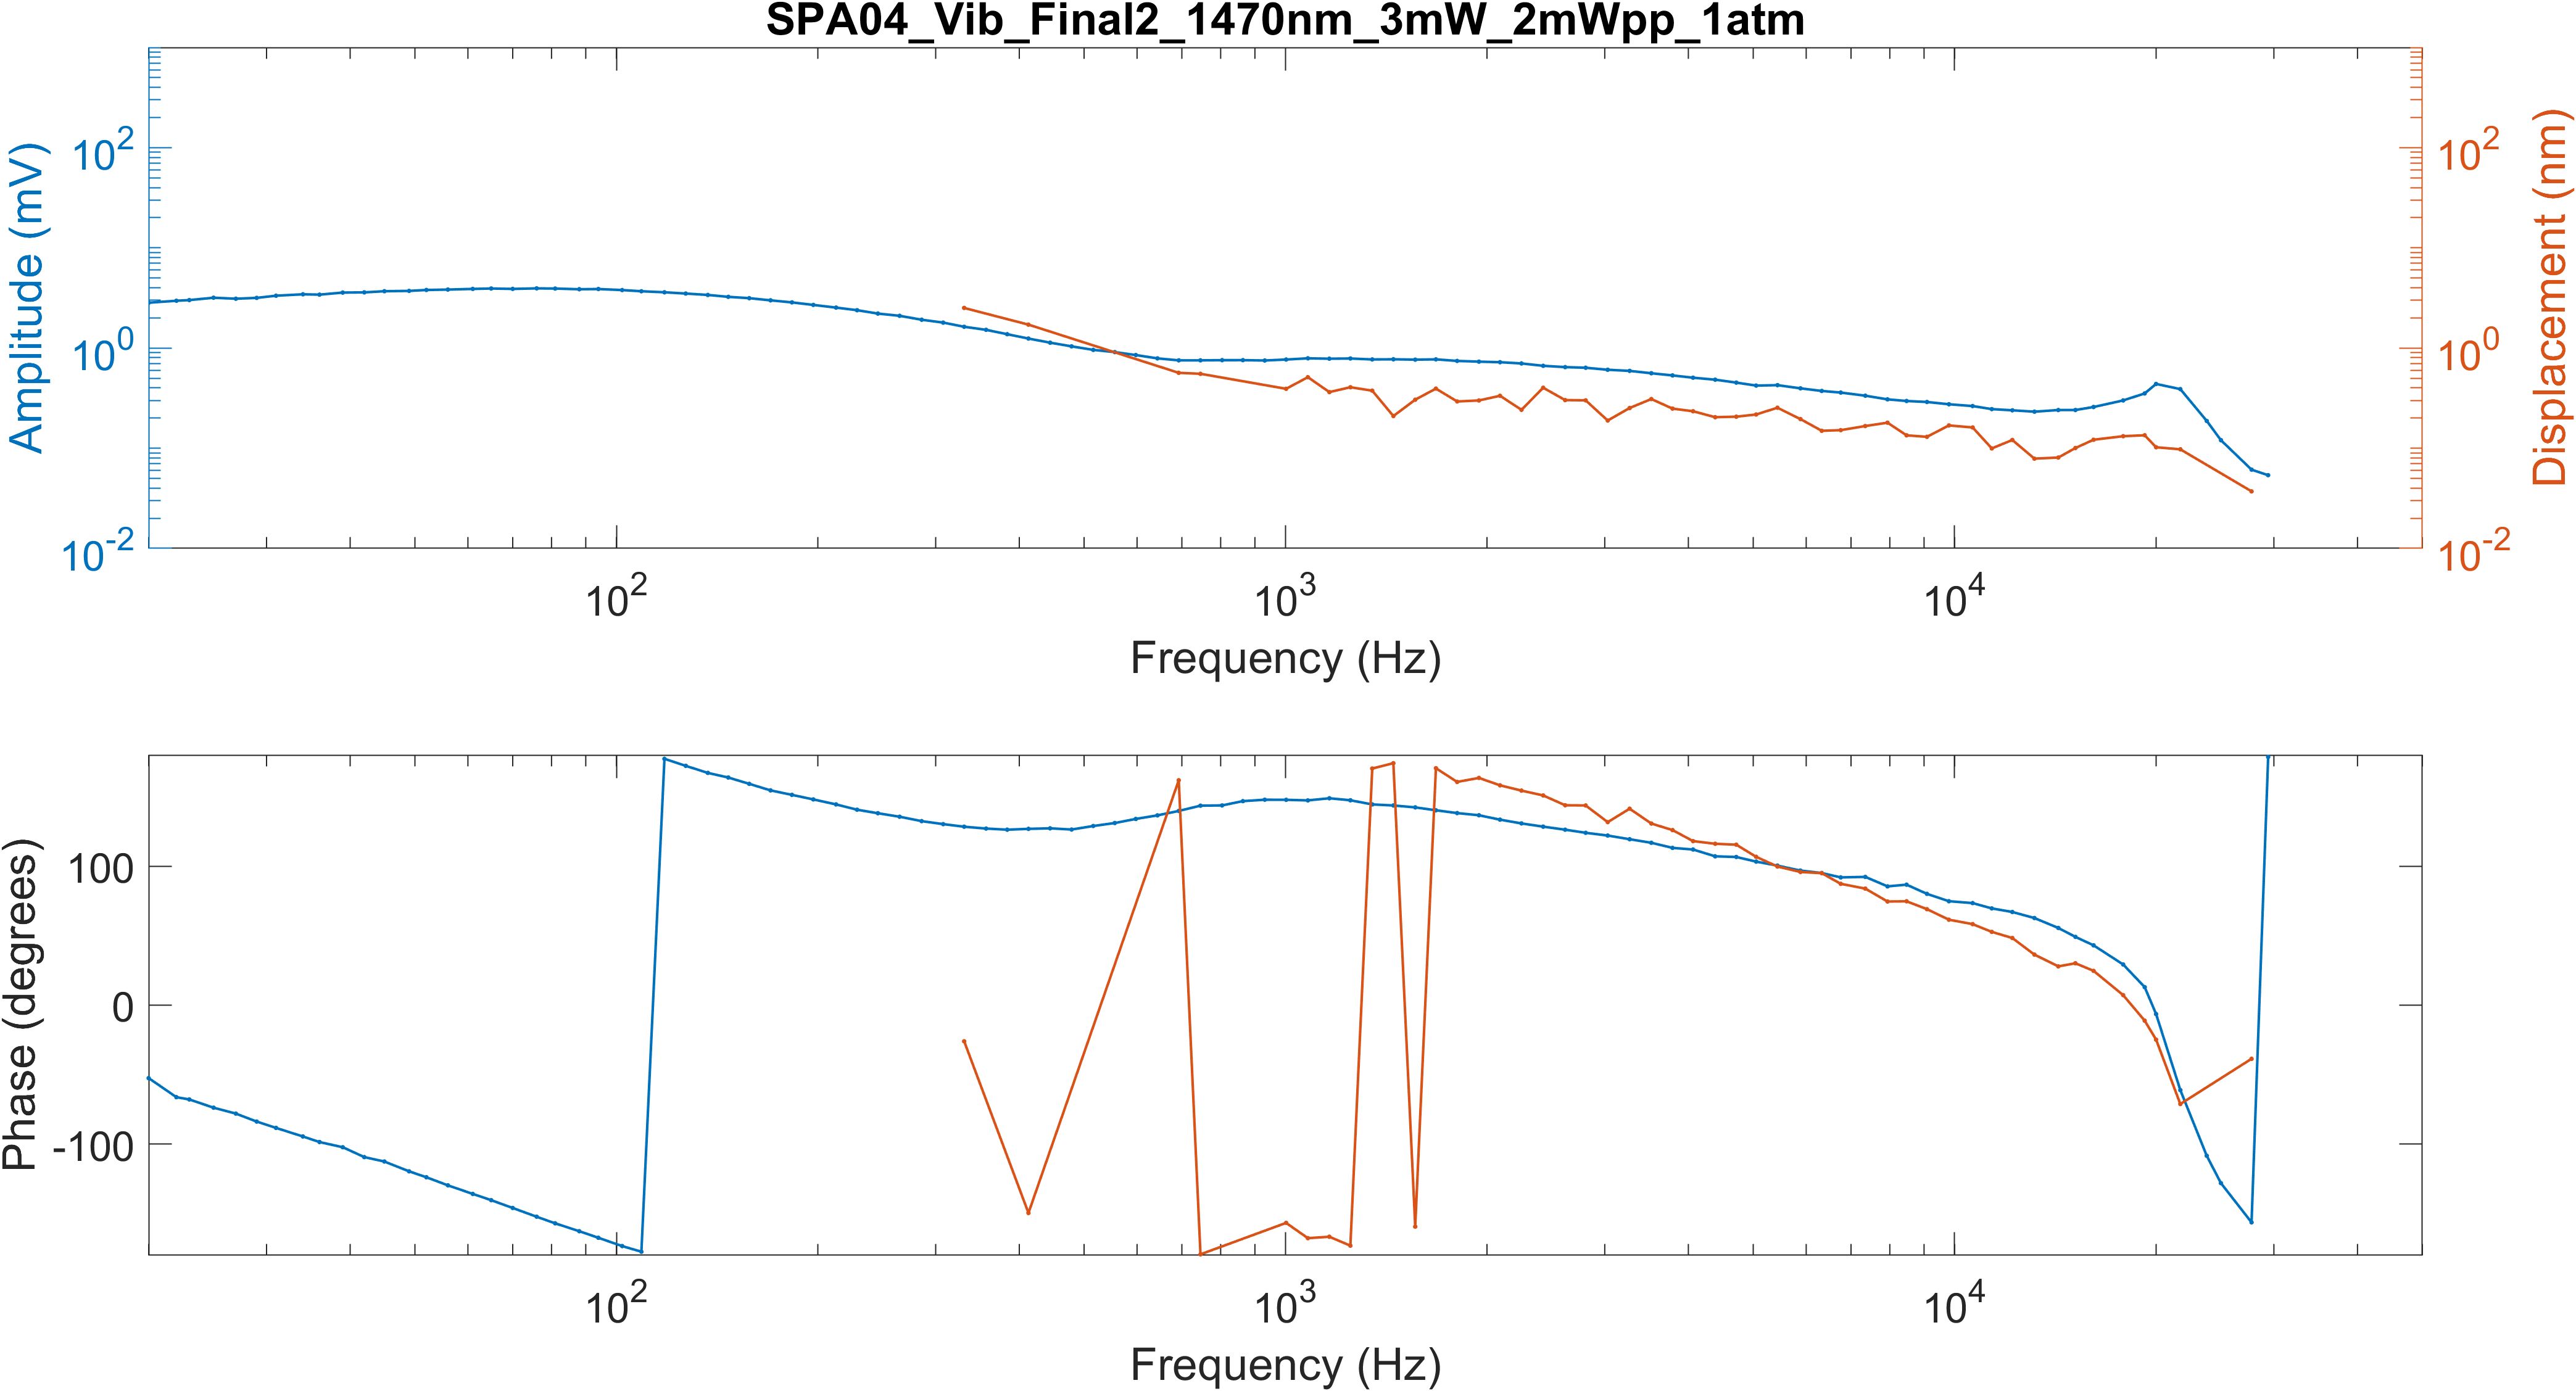 SPA04_Vib_Final2_1470nm_3mW_2mWpp_1atm
Amplitude (mV)
10^2
10^0
10^-2
Displacement (nm)
10^2
10^0
10^-2
10^2 10^3 10^4
Frequency (Hz)
Phase (degrees)
100
0
-100
10^2 10^3 10^4
Frequency (Hz)